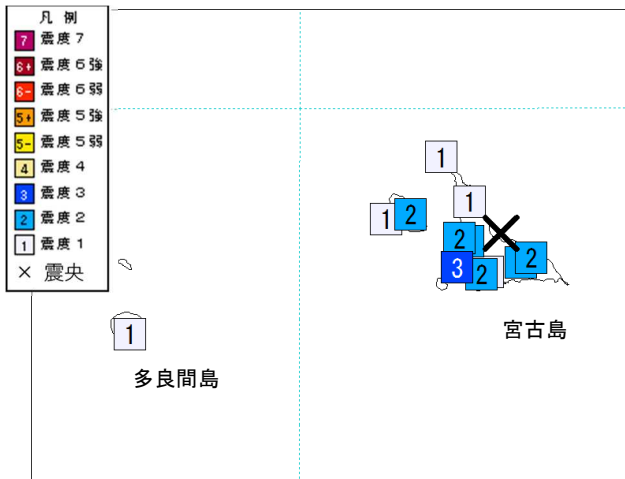 凡 例
7 震度7
6+ 震度6強
6- 震度6弱
5+ 震度5強
5- 震度5弱
4 震度4
3 震度3
2 震度2
1 震度1
× 震央
1
1
1 2
2
2
3 2
1
宮古島
多良間島